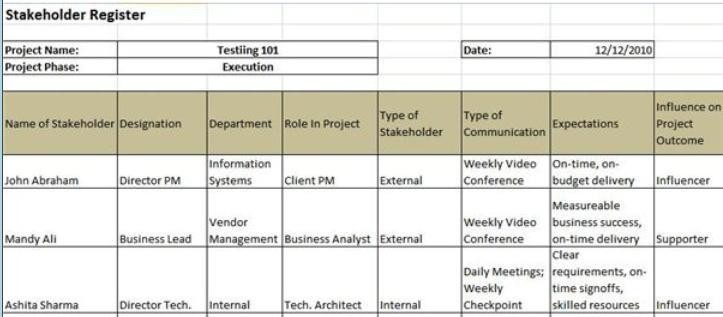 Stakeholder Register
Project Name: Testiing 101 Date: 12/12/2010
Project Phase: Execution
Name of Stakeholder Designation Department Role In Project Type of Stakeholder Type of Communication Expectations Influence on Project Outcome
John Abraham Director PM Information Systems Client PM External Weekly Video Conference On-time, on-budget delivery Influencer
Mandy Ali Business Lead Vendor Management Business Analyst External Weekly Video Conference Measureable business success, on-time delivery Supporter
Ashita Sharma Director Tech. Internal Tech. Architect Internal Daily Meetings; Weekly Checkpoint Clear requirements, on-time signoffs, skilled resources Influencer